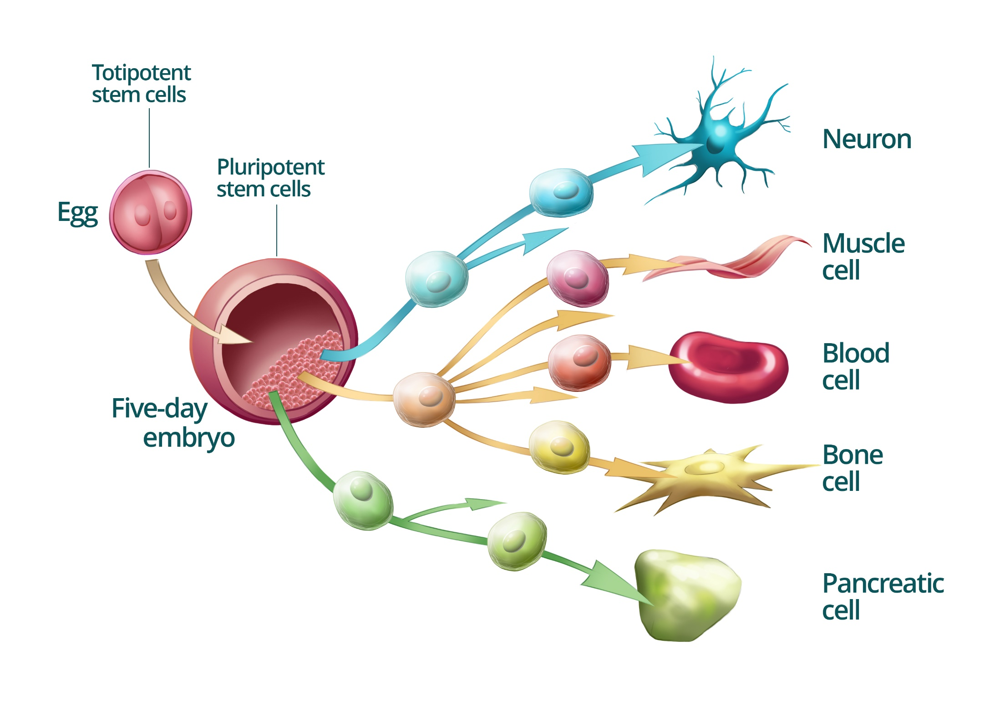 Totipotent
stem cells
Pluripotent
stem cells
Egg
Five-day
embryo
Neuron
Muscle
cell
Blood
cell
Bone
cell
Pancreatic
cell